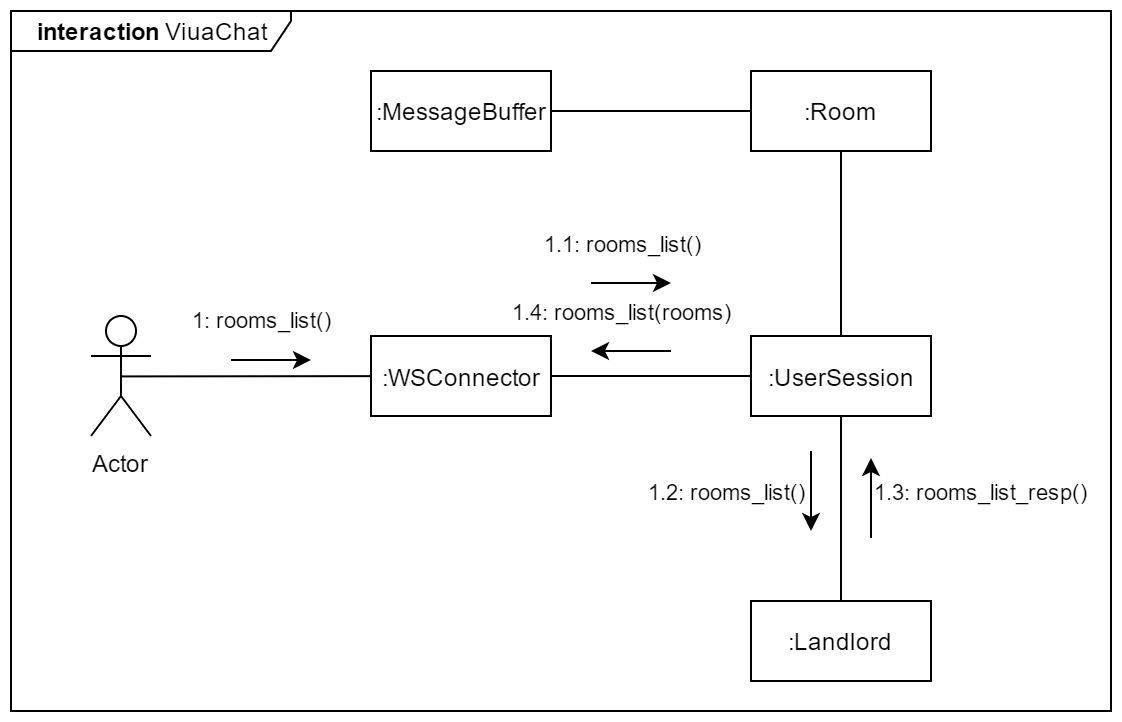 interaction ViuaChat
:MessageBuffer
:Room
1.1: rooms_list()
1.4: rooms_list(rooms)
1: rooms_list()
:WSConnector
:UserSession
Actor
1.2: rooms_list()
1.3: rooms_list_resp()
:Landlord